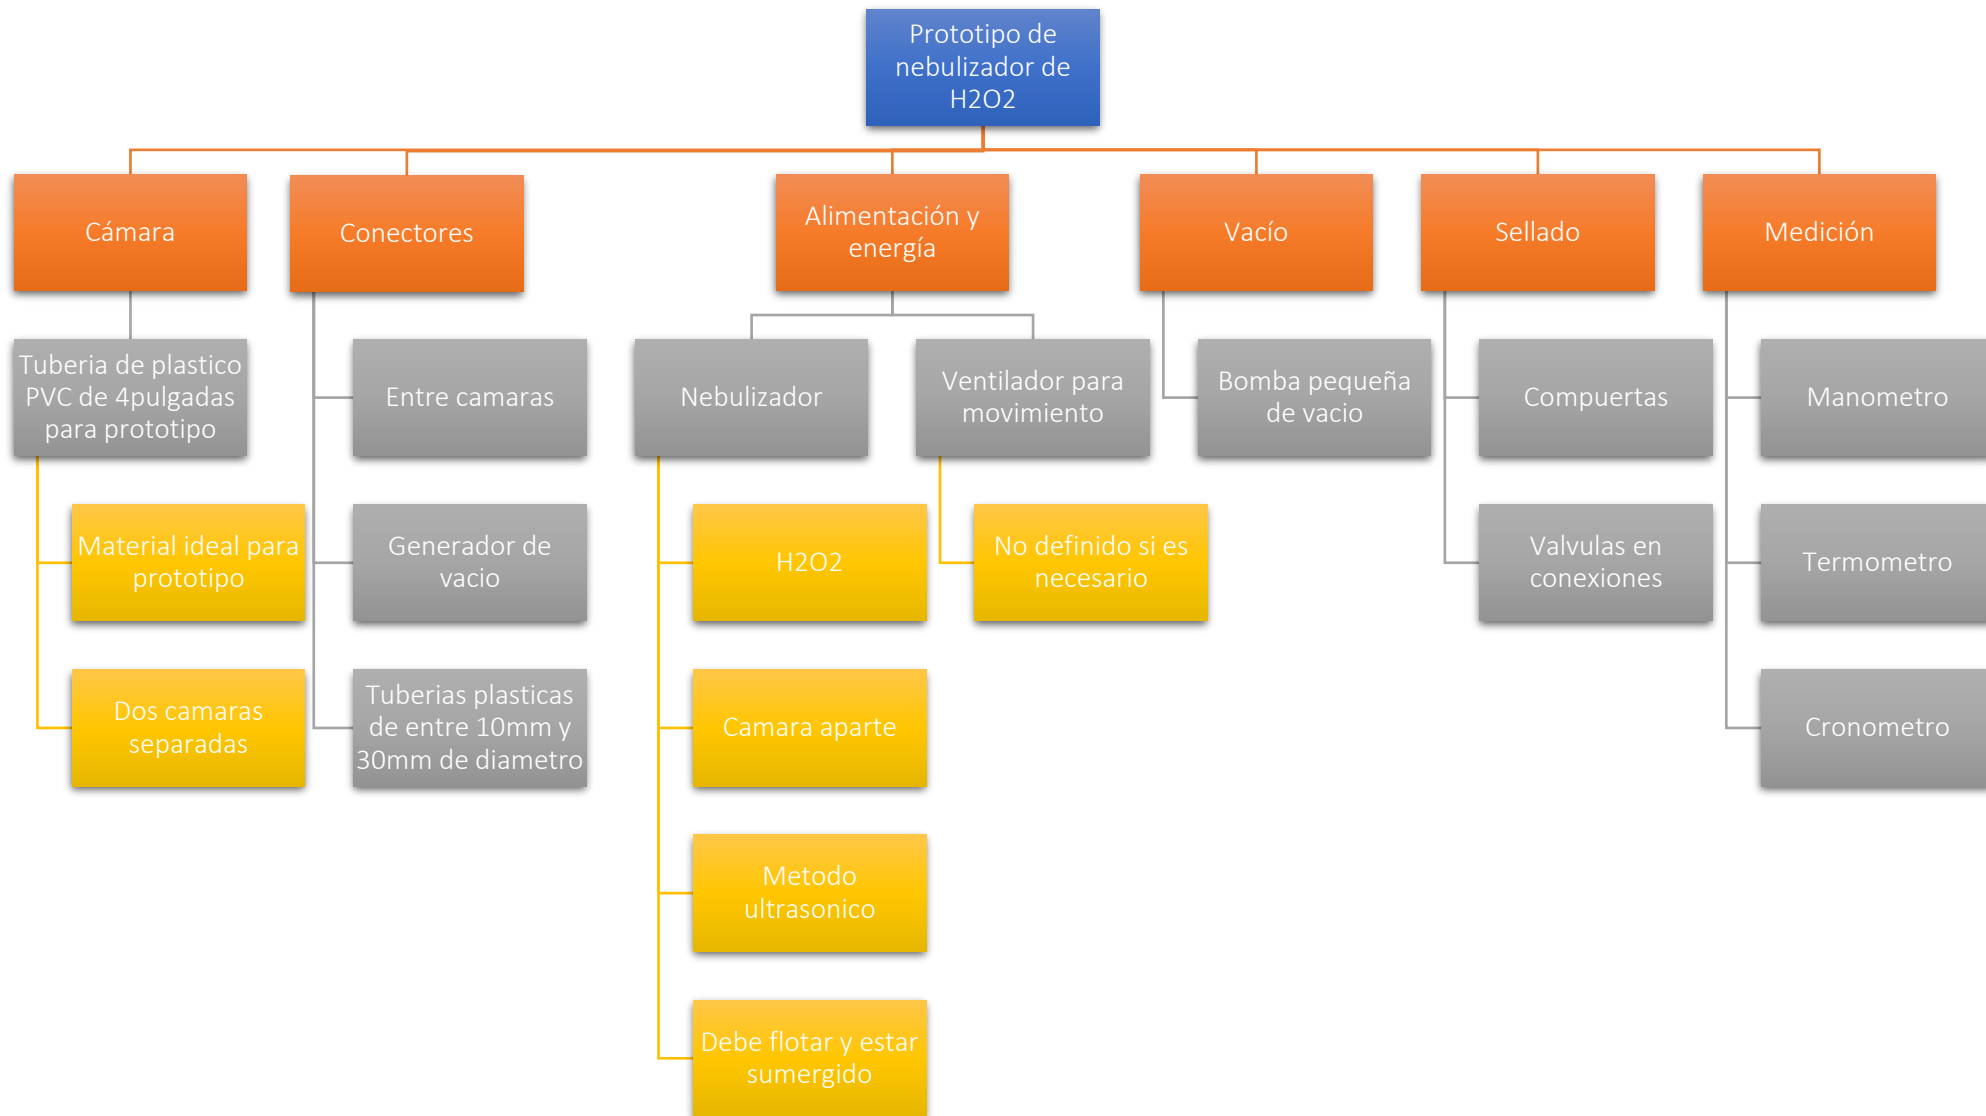 Prototipo de
nebulizador de
H2O2
Cámara
Conectores
Alimentación y
energía
Vacío
Sellado
Medición
Tuberia de plastico
PVC de 4pulgadas
para prototipo
Entre camaras
Nebulizador
Ventilador para
movimiento
Bomba pequeña
de vacio
Compuertas
Manometro
Material ideal para
prototipo
Generador de
vacio
H2O2
No definido si es
necesario
Valvulas en
conexiones
Termometro
Dos camaras
separadas
Tuberias plasticas
de entre 10mm y
30mm de diametro
Camara aparte
Cronometro
Metodo
ultrasonico
Debe flotar y estar
sumergido